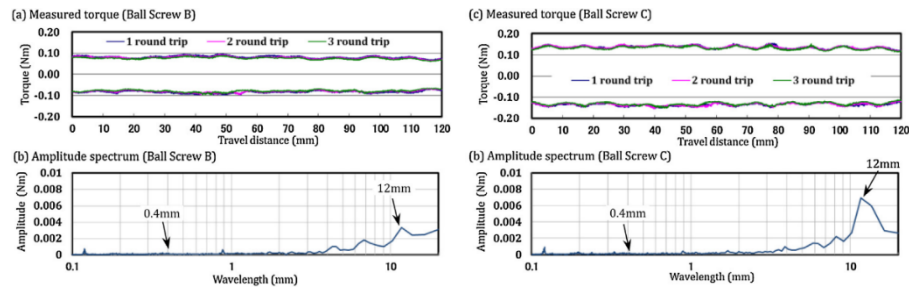 (a) Measured torque (Ball Screw B)
Torque (Nm)
0.20
0.10
0.00
-0.10
-0.20
1 round trip 2 round trip 3 round trip
0 10 20 30 40 50 60 70 80 90 100 110 120
Travel distance (mm)
(b) Amplitude spectrum (Ball Screw B)
Amplitude (Nm)
0.01
0.008
0.006
0.004
0.002
0
0.4mm
12mm
0.1 1 10
Wavelength (mm)
(c) Measured torque (Ball Screw C)
Torque (Nm)
0.20
0.10
0.00
-0.10
-0.20
1 round trip 2 round trip 3 round trip
0 10 20 30 40 50 60 70 80 90 100 110 120
Travel distance (mm)
(b) Amplitude spectrum (Ball Screw C)
Amplitude (Nm)
0.01
0.008
0.006
0.004
0.002
0
0.4mm
12mm
0.1 1 10
Wavelength (mm)